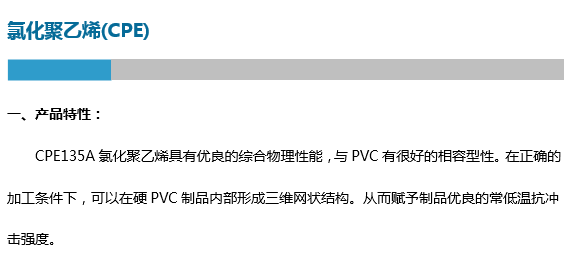 氯化聚乙烯(CPE)
一、产品特性：
CPE135A 氯化聚乙烯具有优良的综合物理性能，与 PVC 有很好的相容型性。在正确的
加工条件下，可以在硬 PVC 制品内部形成三维网状结构。从而赋予制品优良的常低温抗冲
击强度。